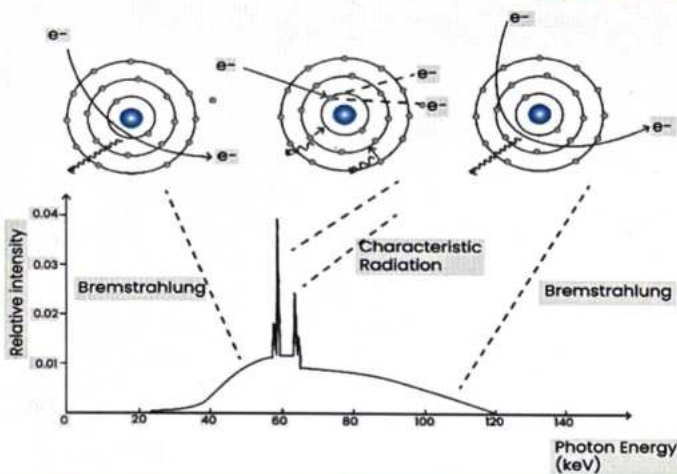 e-
e-
e-
e-
e-
e-
e-
Relative intensity
0.04
0.03
0.02
0.01
Bremstrahlung
Characteristic
Radiation
Bremstrahlung
0
20
40
60
80
100
120
140
Photon Energy
(keV)